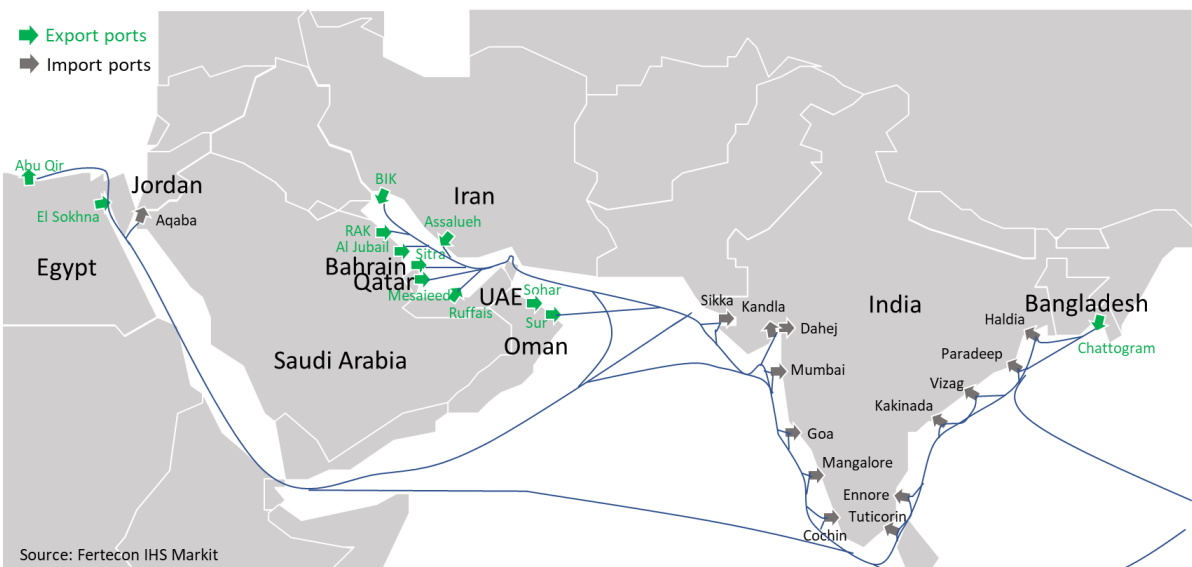 Export ports
Import ports
Abu Qir
El Sokhna
Egypt
Jordan
Aqaba
BIK
Iran
Assalueh
RAK
Al Jubail
Sitra
Bahrain
Qatar
Mesaieed
Ruffais
UAE
Sohar
Sur
Oman
Saudi Arabia
Sikka
Kandla
Dahej
India
Mumbai
Goa
Mangalore
Cochin
Tuticorin
Ennore
Kakinada
Vizag
Paradeep
Haldia
Bangladesh
Chattogram
Source: Fertecon IHS Markit